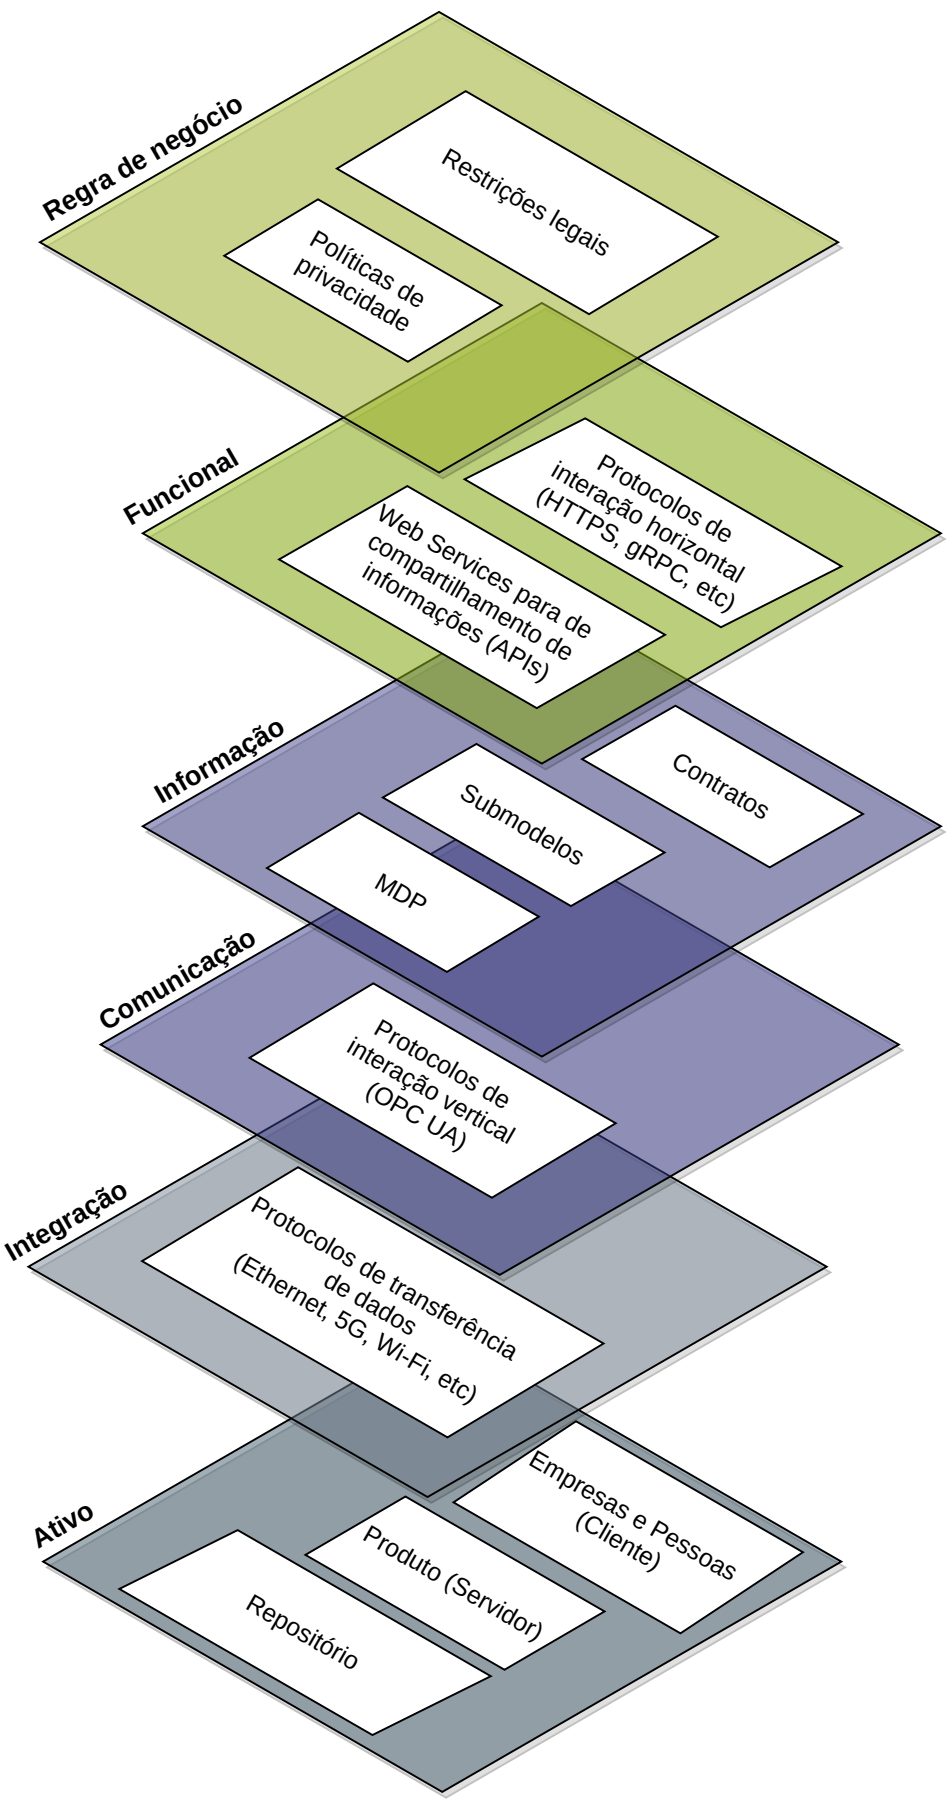 Regra de negócio
Restrições legais
Políticas de
privacidade
Funcional
Protocolos de
interação horizontal
(HTTPS, gRPC, etc)
Web Services para de
compartilhamento de
informações (APIs)
Informação
Contratos
Submodelos
MDP
Comunicação
Protocolos de
interação vertical
(OPC UA)
Integração
Protocolos de transferência
de dados
(Ethernet, 5G, Wi-Fi, etc)
Ativo
Empresas e Pessoas
(Cliente)
Produto (Servidor)
Repositório